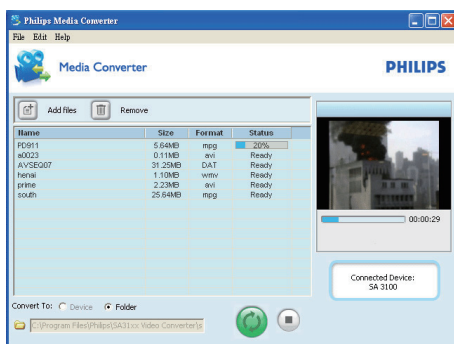 Philips Media Converter
File Edit Help
Media Converter
PHILIPS
Add files Remove
Name Size Format Status
PD911 5.64MB mpg 20%
a0023 0.11MB avi Ready
AVSEQ07 31.25MB DAT Ready
henai 1.10MB wmv Ready
prime 2.23MB avi Ready
south 25.64MB mpg Ready
00:00:29
Connected Device:
SA 3100
Convert To: Device Folder
C:\Program Files\Philips\SA31xx Video Converter\s